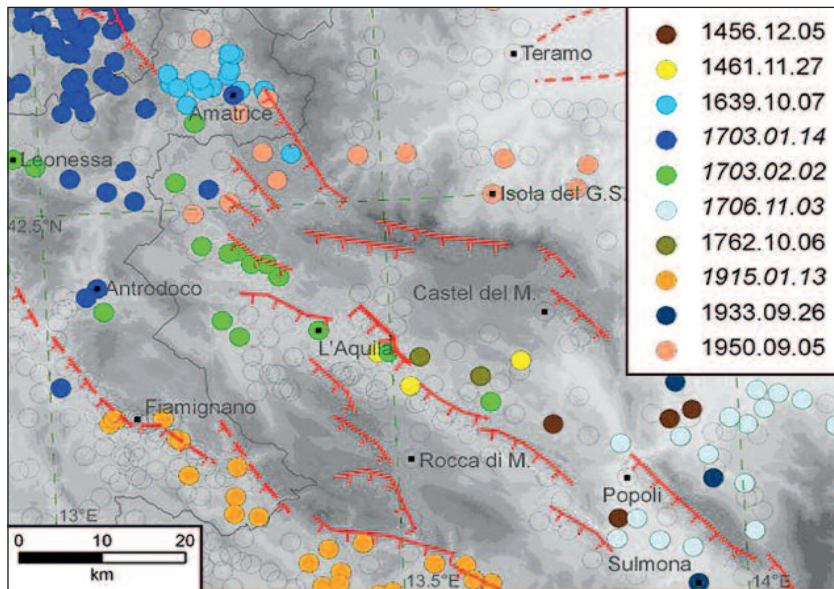 1456.12.05
1461.11.27
1639.10.07
1703.01.14
1703.02.02
1706.11.03
1762.10.06
1915.01.13
1933.09.26
1950.09.05
Teramo
Amatrice
Leonessa
Isola del G.S.
42.5°N
Antrodoco
Castel del M.
L'Aquila
Fiamignano
Rocca di M.
Popoli
13°E
Sulmona
13.5°E
14°E
0 10 20
km